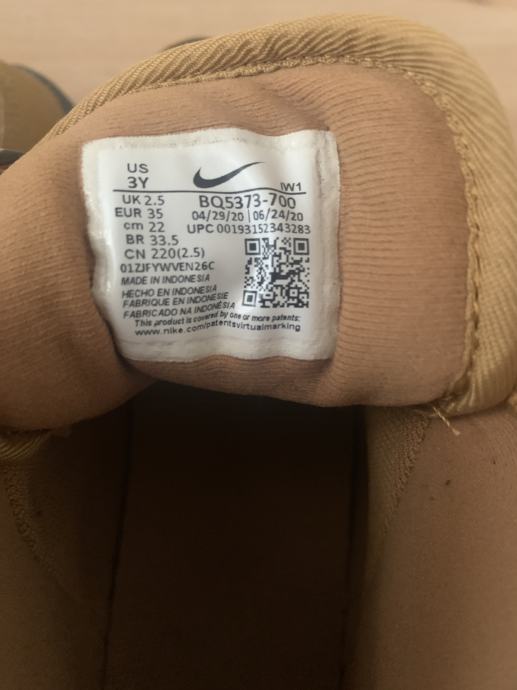 US
3Y
IW1
UK 2.5
BQ5373-700
EUR 35
04/29/20 06/24/20
cm 22
UPC 00193152343283
BR 33.5
CN 220(2.5)
01ZJFYWVEN26C
MADE IN INDONESIA
HECHO EN INDONESIA
FABRIQUE EN INDONESIE
FABRICADO NA INDONÉSIA
This product is covered by one or more patents:
www.nike.com/patentsvirtualmarking